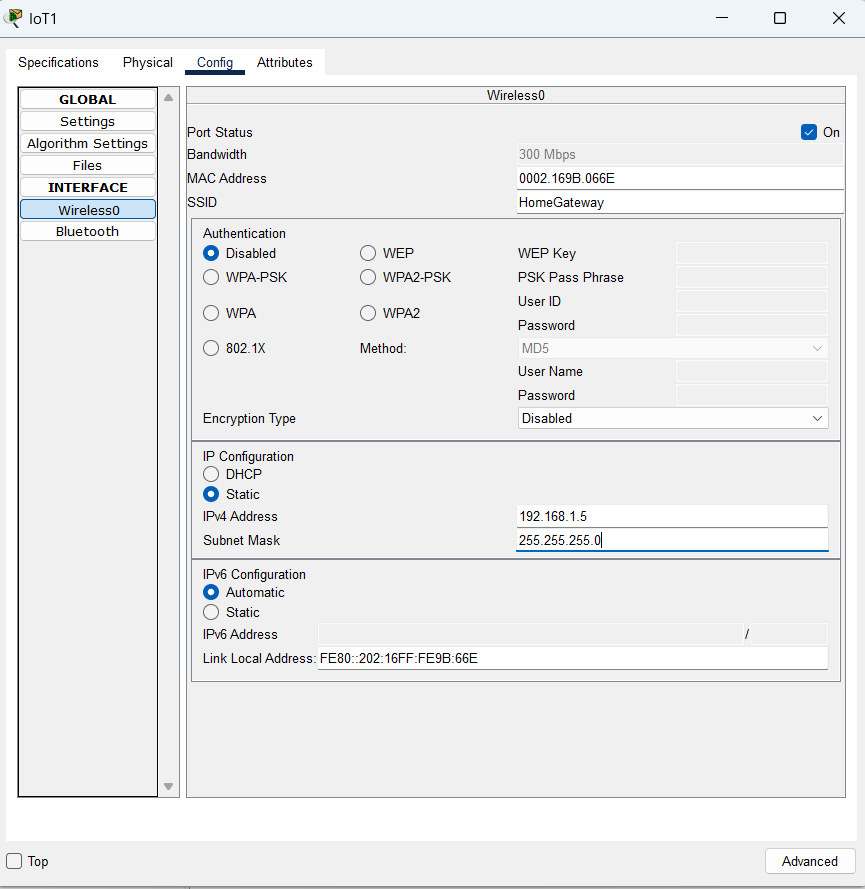 IoT1
Specifications Physical Config Attributes
GLOBAL
Settings
Algorithm Settings
Files
INTERFACE
Wireless0
Bluetooth
Wireless0
Port Status On
Bandwidth 300 Mbps
MAC Address 0002.169B.066E
SSID HomeGateway
Authentication
Disabled WEP WEP Key
WPA-PSK WPA2-PSK PSK Pass Phrase
User ID
WPA WPA2
Password
802.1X Method: MD5
User Name
Password
Encryption Type Disabled
IP Configuration
DHCP
Static
IPv4 Address 192.168.1.5
Subnet Mask 255.255.255.0
IPv6 Configuration
Automatic
Static
IPv6 Address /
Link Local Address: FE80::202:16FF:FE9B:66E
Top Advanced